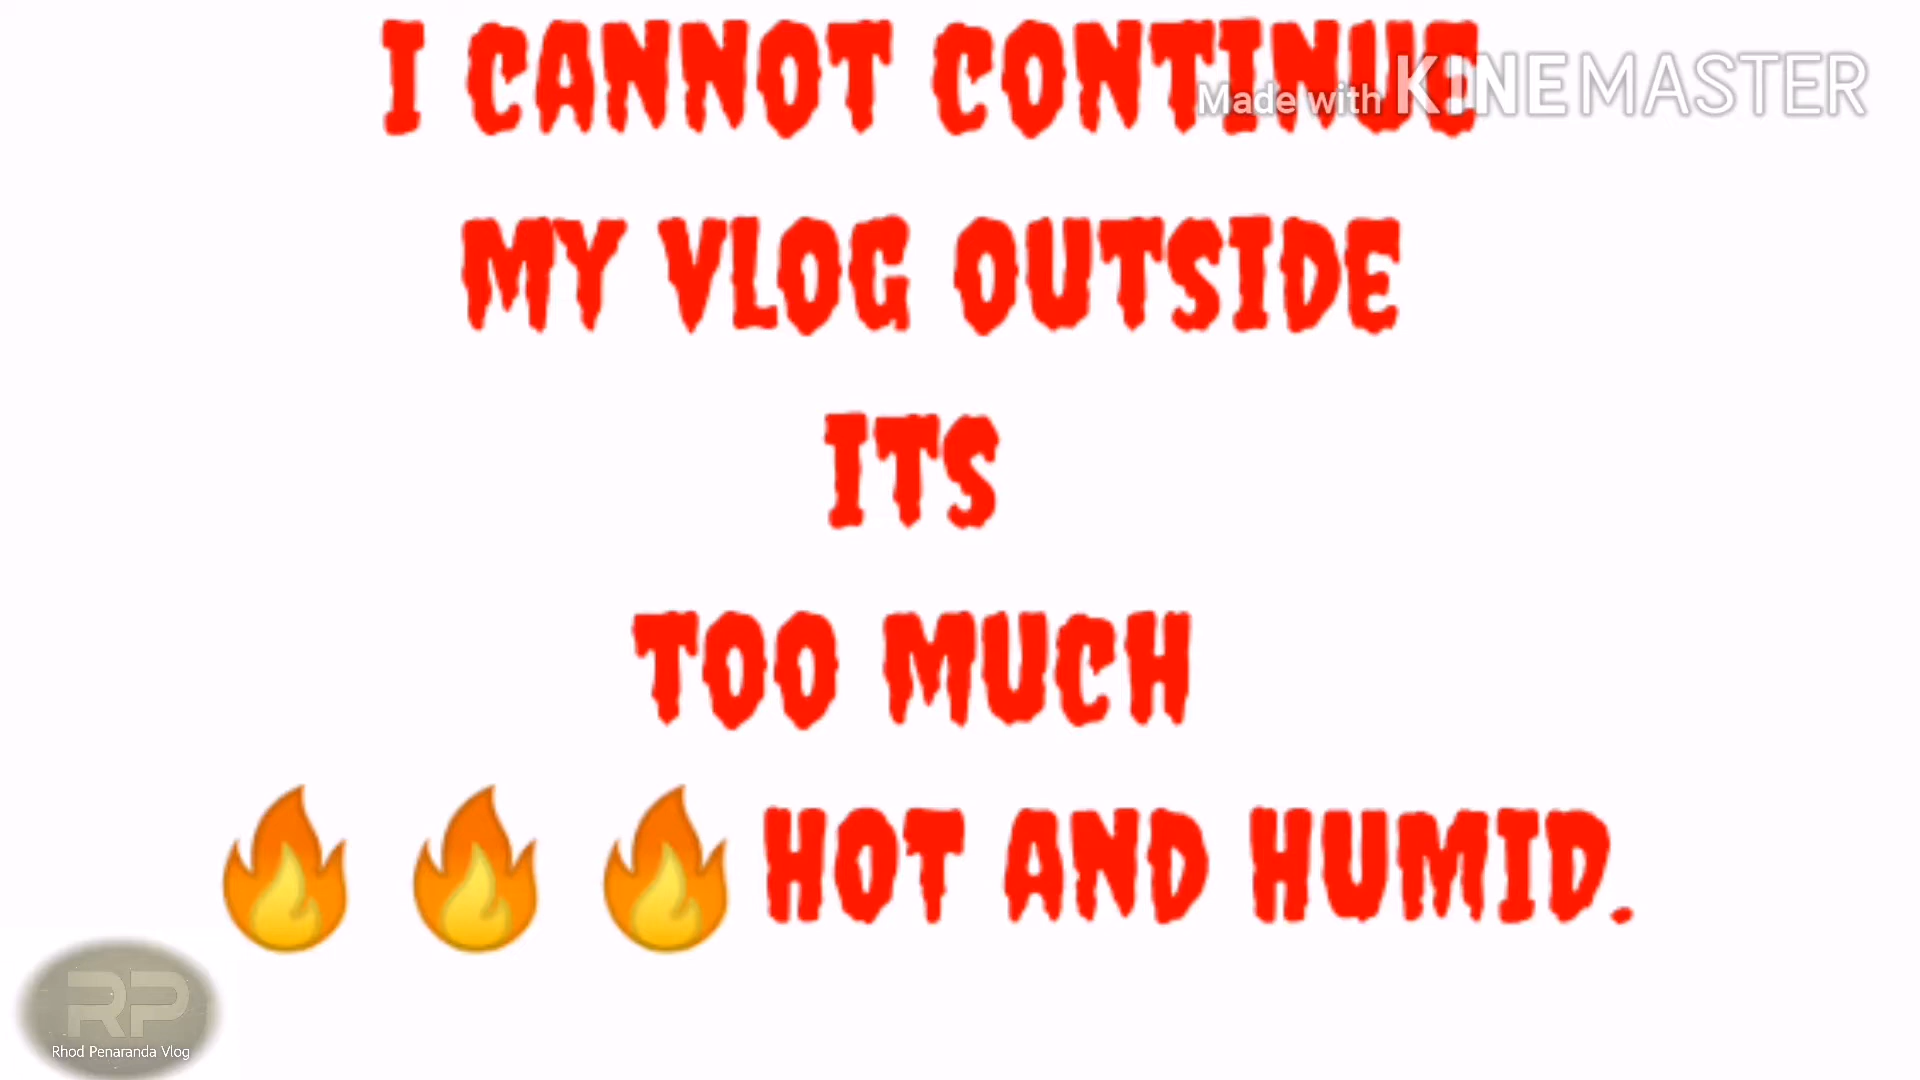 I CANNOT CONTINUE
Made with KINEMASTER
MY VLOG OUTSIDE
ITS
TOO MUCH
🔥 🔥 🔥 HOT AND HUMID.
RP
Rhod Penaranda Vlog